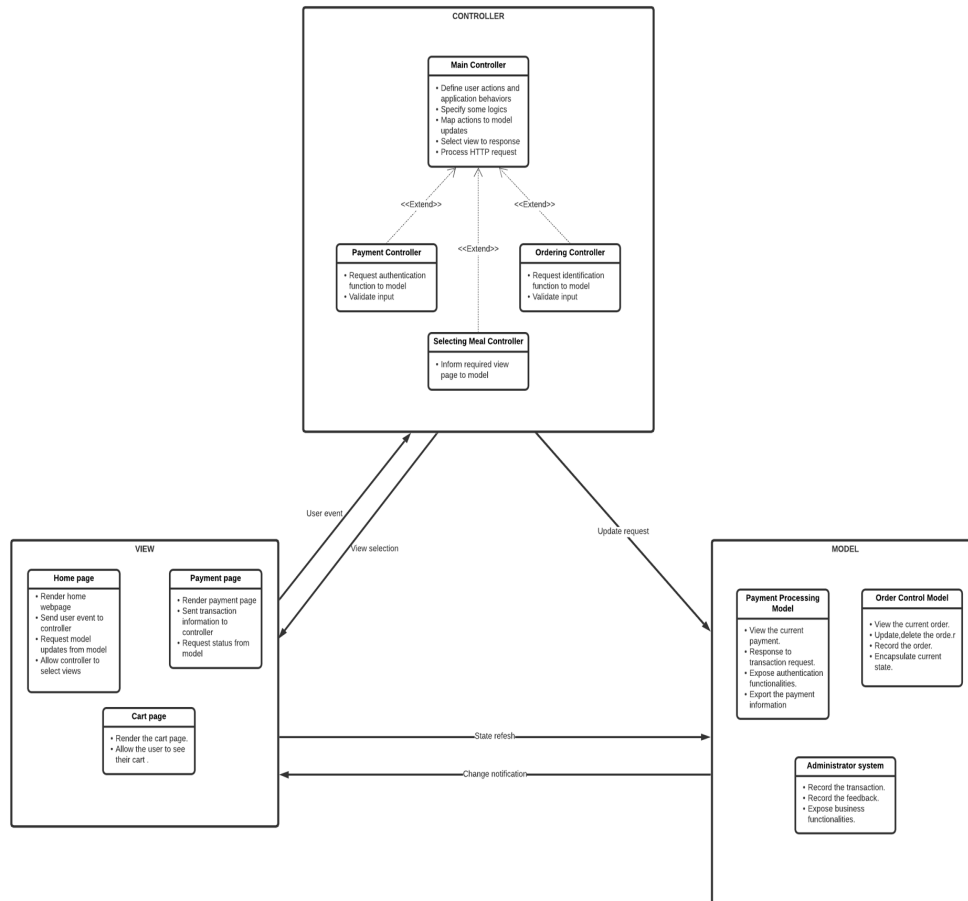 CONTROLLER
Main Controller
• Define user actions and
application behaviors
• Specify some logics
• Map actions to model
updates
• Select view to response
• Process HTTP request
<<Extend>>
<<Extend>>
<<Extend>>
Payment Controller
• Request authentication
function to model
• Validate input
Ordering Controller
• Request identification
function to model
• Validate input
Selecting Meal Controller
• Inform required view
page to model
User event
View selection
Update request
VIEW
Home page
• Render home
webpage
• Send user event to
controller
• Request model
updates from model
• Allow controller to
select views
Payment page
• Render payment page
• Sent transaction
information to
controller
• Request status from
model
Cart page
• Render the cart page.
• Allow the user to see
their cart .
State refesh
Change notification
MODEL
Payment Processing
Model
• View the current
payment.
• Response to
transaction request.
• Expose authentication
functionalities.
• Export the payment
information
Order Control Model
• View the current order.
• Update,delete the orde.r
• Record the order.
• Encapsulate current
state.
Administrator system
• Record the transaction.
• Record the feedback.
• Expose business
functionalities.